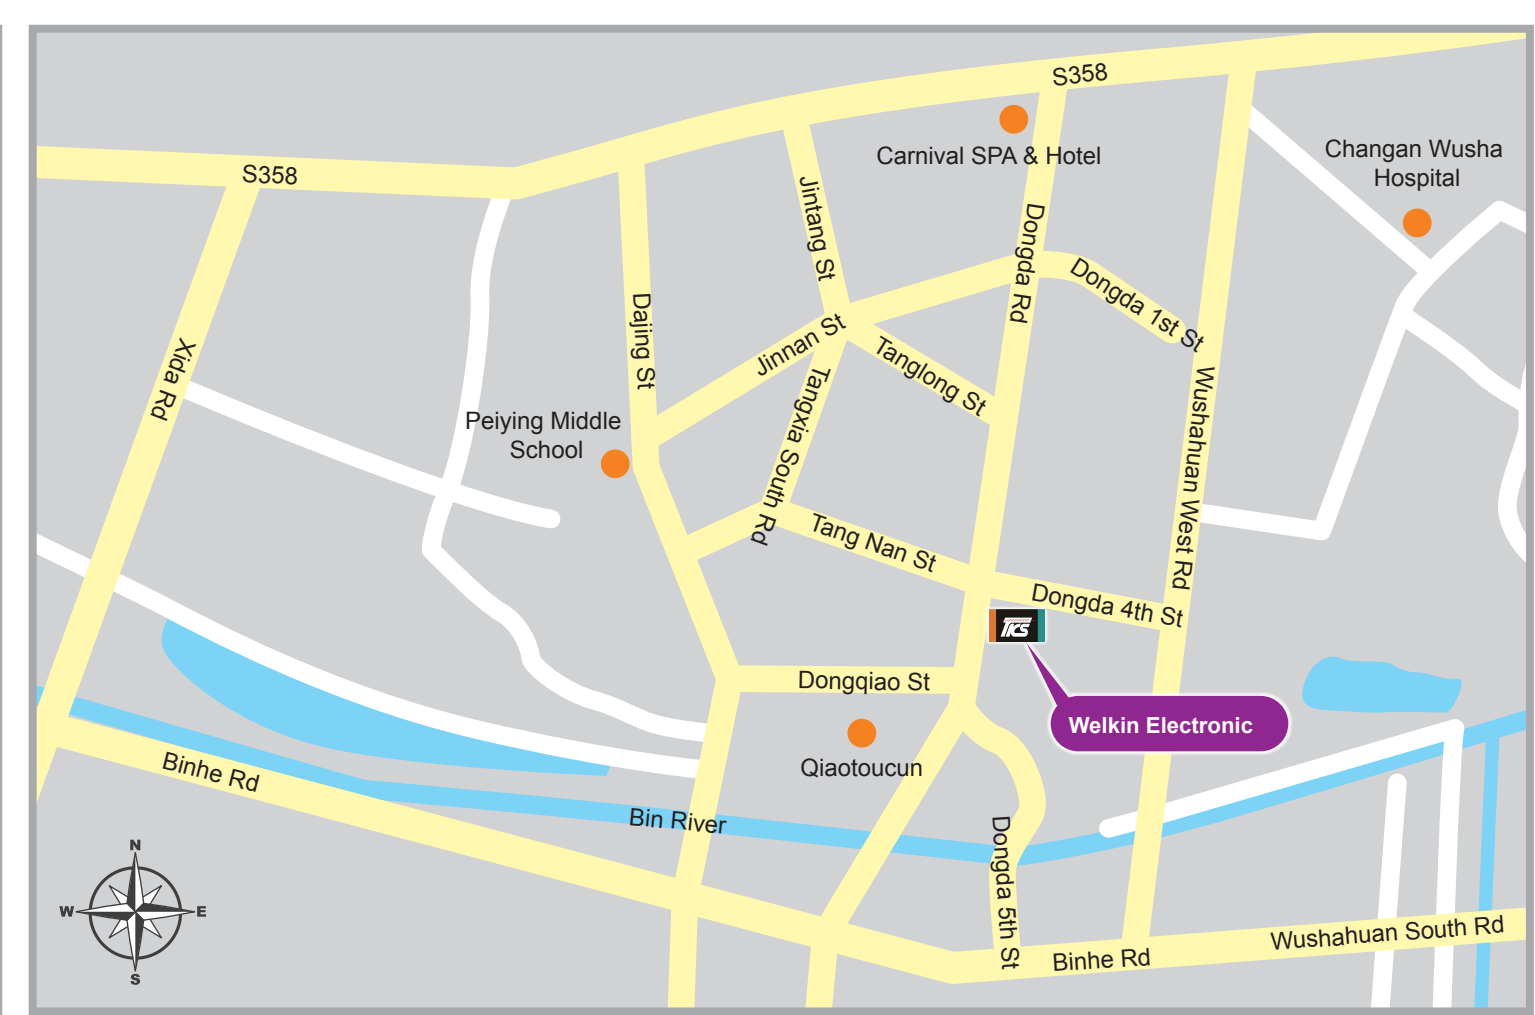 S358
Carnival SPA & Hotel
Changan Wusha
Hospital
S358
Jintang St
Dongda Rd
Dongda 1st St
Dajing St
Jinnan St
Tanglong St
Xida Rd
Peiying Middle
School
Tangxia South Rd
Wushahuan West Rd
Tang Nan St
Dongda 4th St
TKS
Dongqiao St
Welkin Electronic
Qiaotoucun
Binhe Rd
Bin River
Dongda 5th St
N
W
E
S
Binhe Rd
Wushahuan South Rd